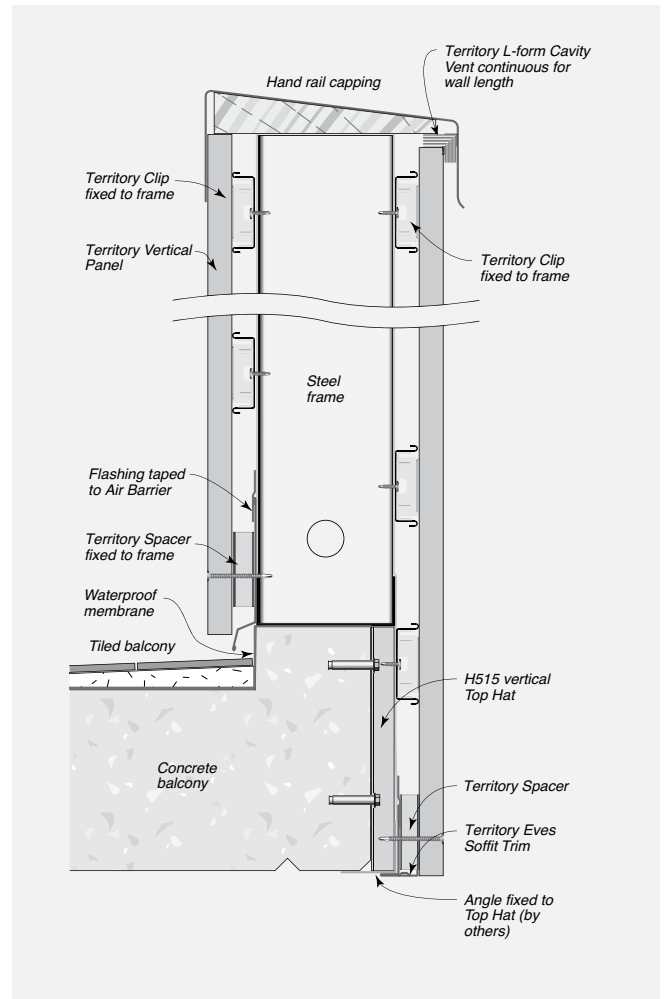 Territory L-form Cavity
Vent continuous for
wall length
Hand rail capping
Territory Clip
fixed to frame
Territory Vertical
Panel
Territory Clip
fixed to frame
Steel
frame
Flashing taped
to Air Barrier
Territory Spacer
fixed to frame
Waterproof
membrane
Tiled balcony
H515 vertical
Top Hat
Concrete
balcony
Territory Spacer
Territory Eves
Soffit Trim
Angle fixed to
Top Hat (by
others)